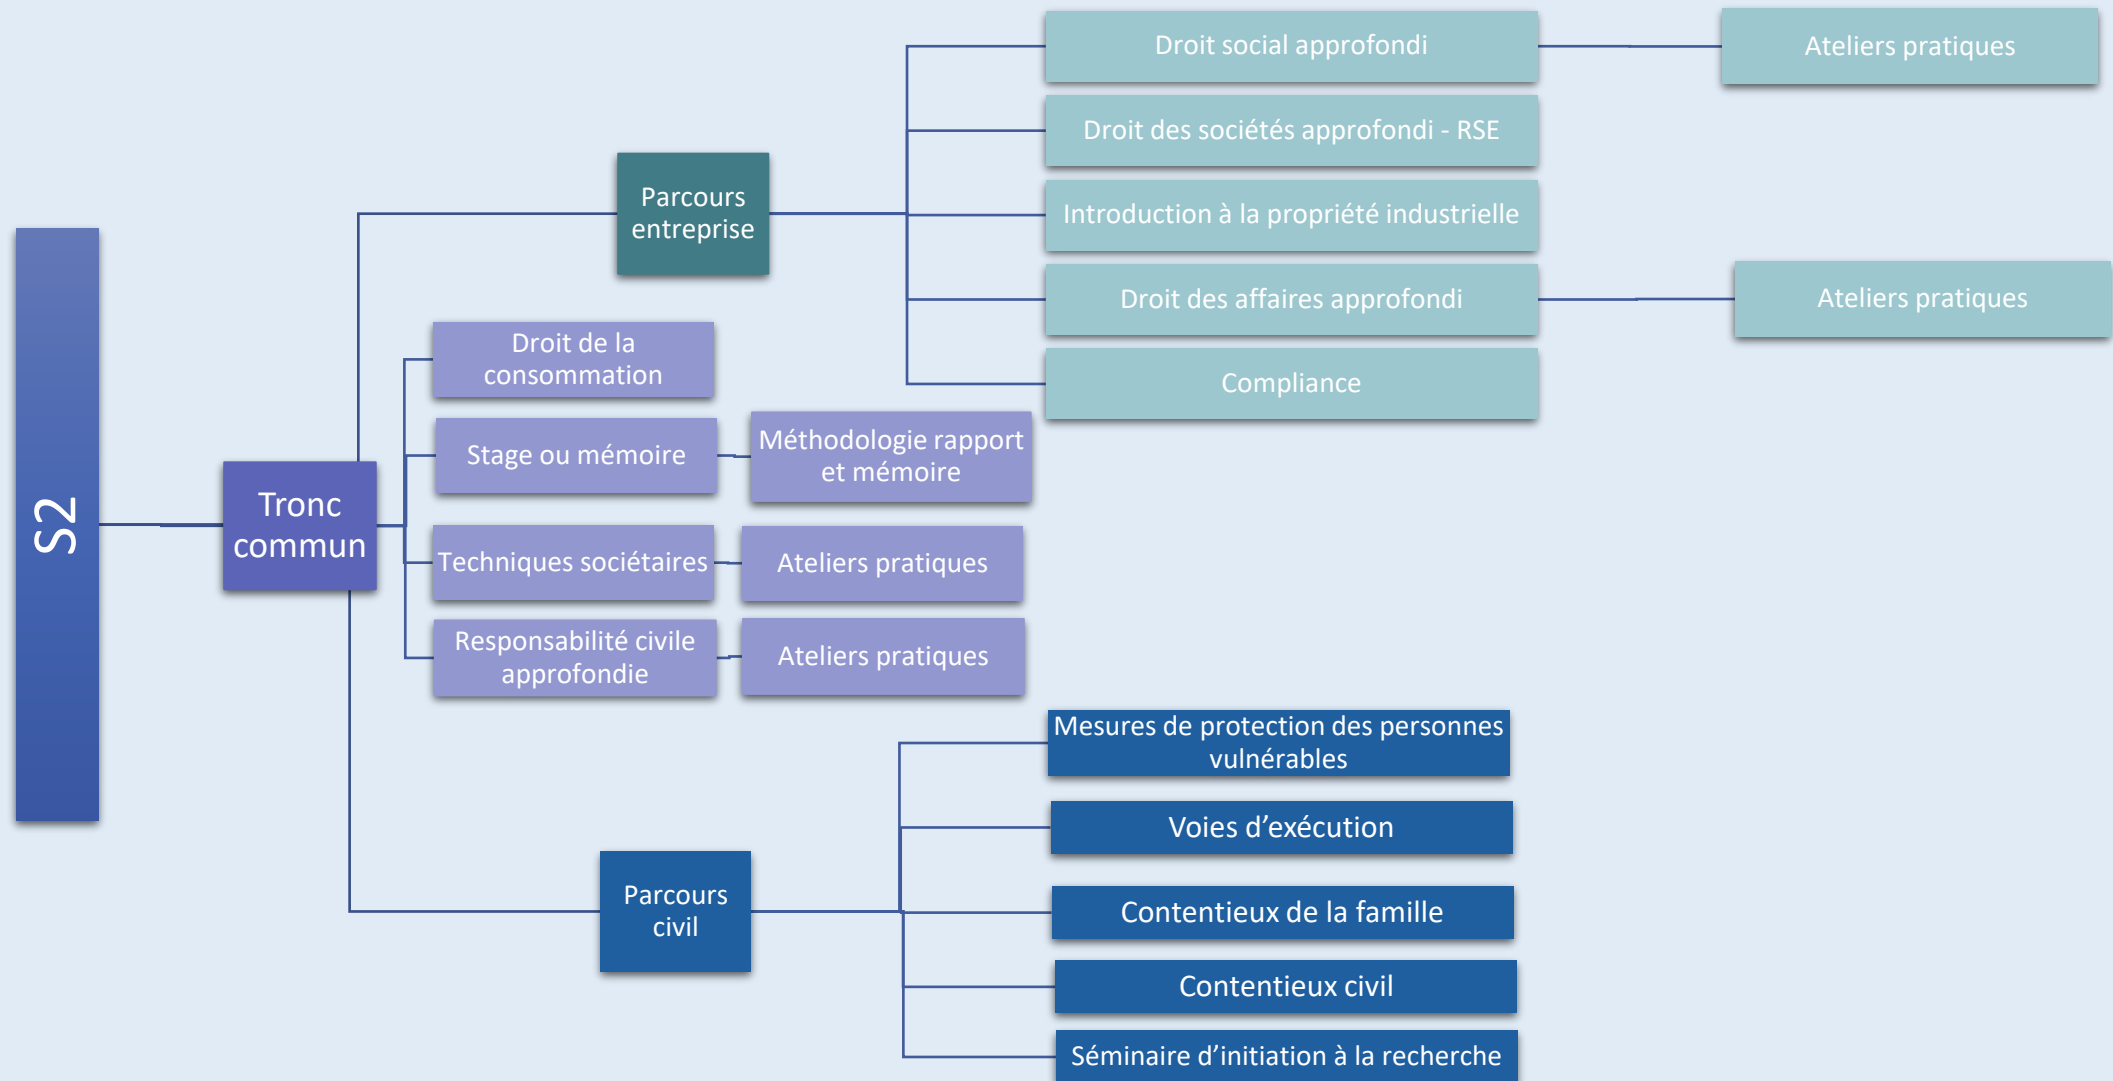 S2
Tronc
commun
Parcours
entreprise
Droit social approfondi
Ateliers pratiques
Droit des sociétés approfondi - RSE
Introduction à la propriété industrielle
Droit des affaires approfondi
Ateliers pratiques
Compliance
Droit de la
consommation
Stage ou mémoire
Méthodologie rapport
et mémoire
Techniques sociétaires
Ateliers pratiques
Responsabilité civile
approfondie
Ateliers pratiques
Parcours
civil
Mesures de protection des personnes
vulnérables
Voies d’exécution
Contentieux de la famille
Contentieux civil
Séminaire d’initiation à la recherche